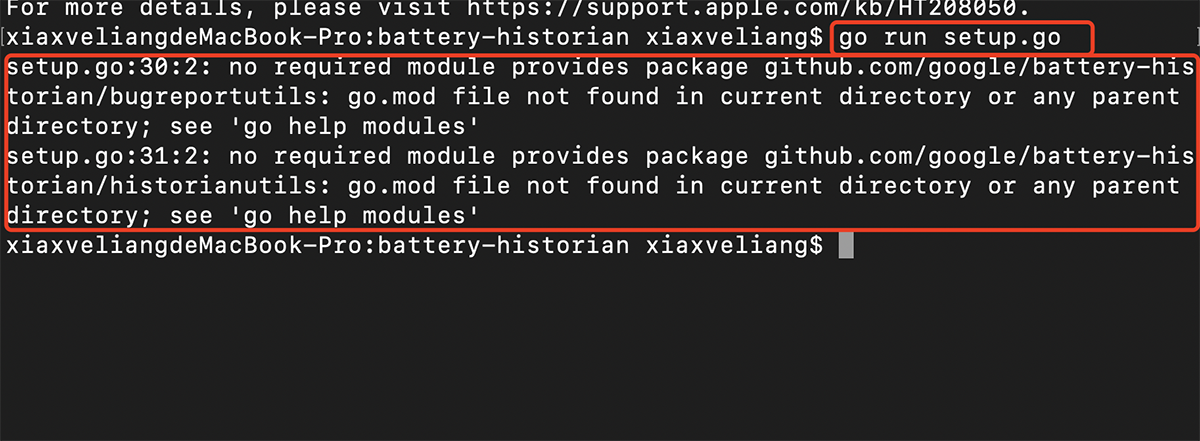 For more details, please visit https://support.apple.com/kb/HT208050.
[xiaxveliangdeMacBook-Pro:battery-historian xiaxveliang$ go run setup.go ]
setup.go:30:2: no required module provides package github.com/google/battery-his
torian/bugreportutils: go.mod file not found in current directory or any parent
directory; see 'go help modules'
setup.go:31:2: no required module provides package github.com/google/battery-his
torian/historianutils: go.mod file not found in current directory or any parent
directory; see 'go help modules'
xiaxveliangdeMacBook-Pro:battery-historian xiaxveliang$